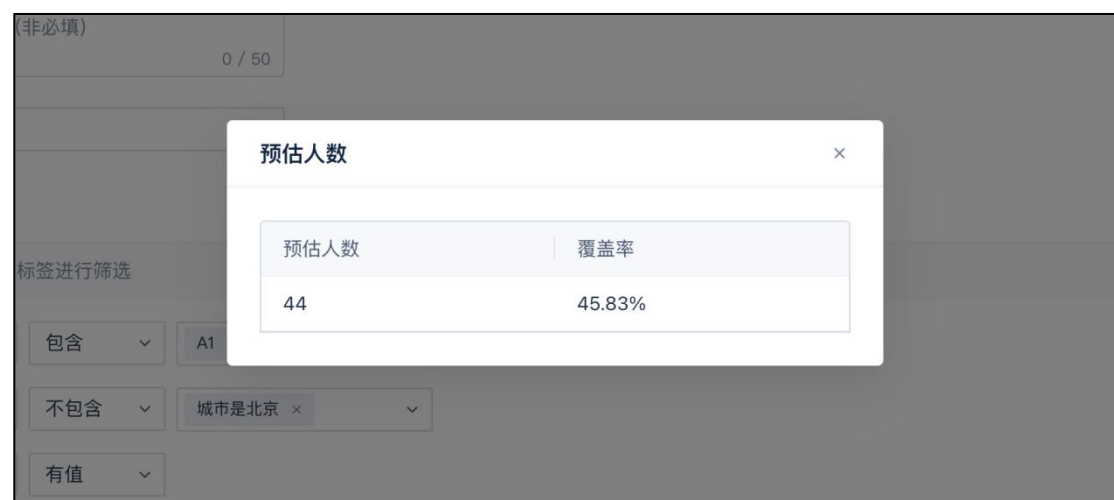 (非必填)
0 / 50
预估人数
预估人数 覆盖率
44 45.83%
标签进行筛选
包含 A1
不包含 城市是北京
有值